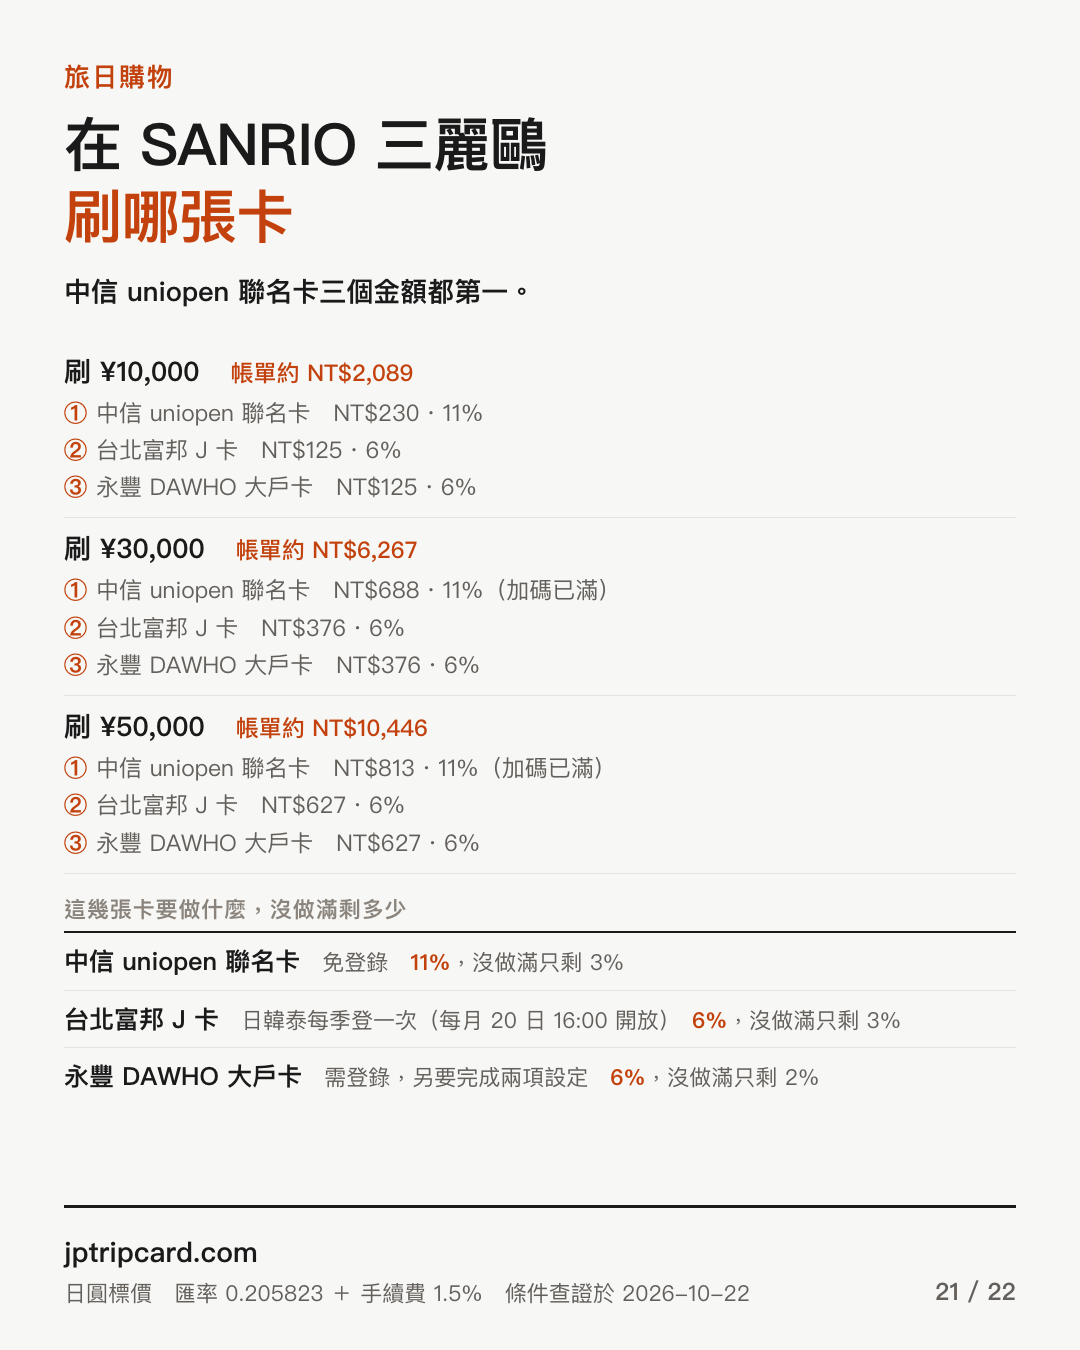 旅日購物
在 SANRIO 三麗鷗
刷哪張卡
中信 uniopen 聯名卡三個金額都第一。
刷 ¥10,000 帳單約 NT$2,089
① 中信 uniopen 聯名卡 NT$230 · 11%
② 台北富邦 J 卡 NT$125 · 6%
③ 永豐 DAWHO 大戶卡 NT$125 · 6%
刷 ¥30,000 帳單約 NT$6,267
① 中信 uniopen 聯名卡 NT$688 · 11%（加碼已滿）
② 台北富邦 J 卡 NT$376 · 6%
③ 永豐 DAWHO 大戶卡 NT$376 · 6%
刷 ¥50,000 帳單約 NT$10,446
① 中信 uniopen 聯名卡 NT$813 · 11%（加碼已滿）
② 台北富邦 J 卡 NT$627 · 6%
③ 永豐 DAWHO 大戶卡 NT$627 · 6%
這幾張卡要做什麼，沒做滿剩多少
中信 uniopen 聯名卡 免登錄 11%，沒做滿只剩 3%
台北富邦 J 卡 日韓泰每季登一次（每月 20 日 16:00 開放） 6%，沒做滿只剩 3%
永豐 DAWHO 大戶卡 需登錄，另要完成兩項設定 6%，沒做滿只剩 2%
jptripcard.com
日圓標價 匯率 0.205823 ＋ 手續費 1.5% 條件查證於 2026–10–22 21 / 22